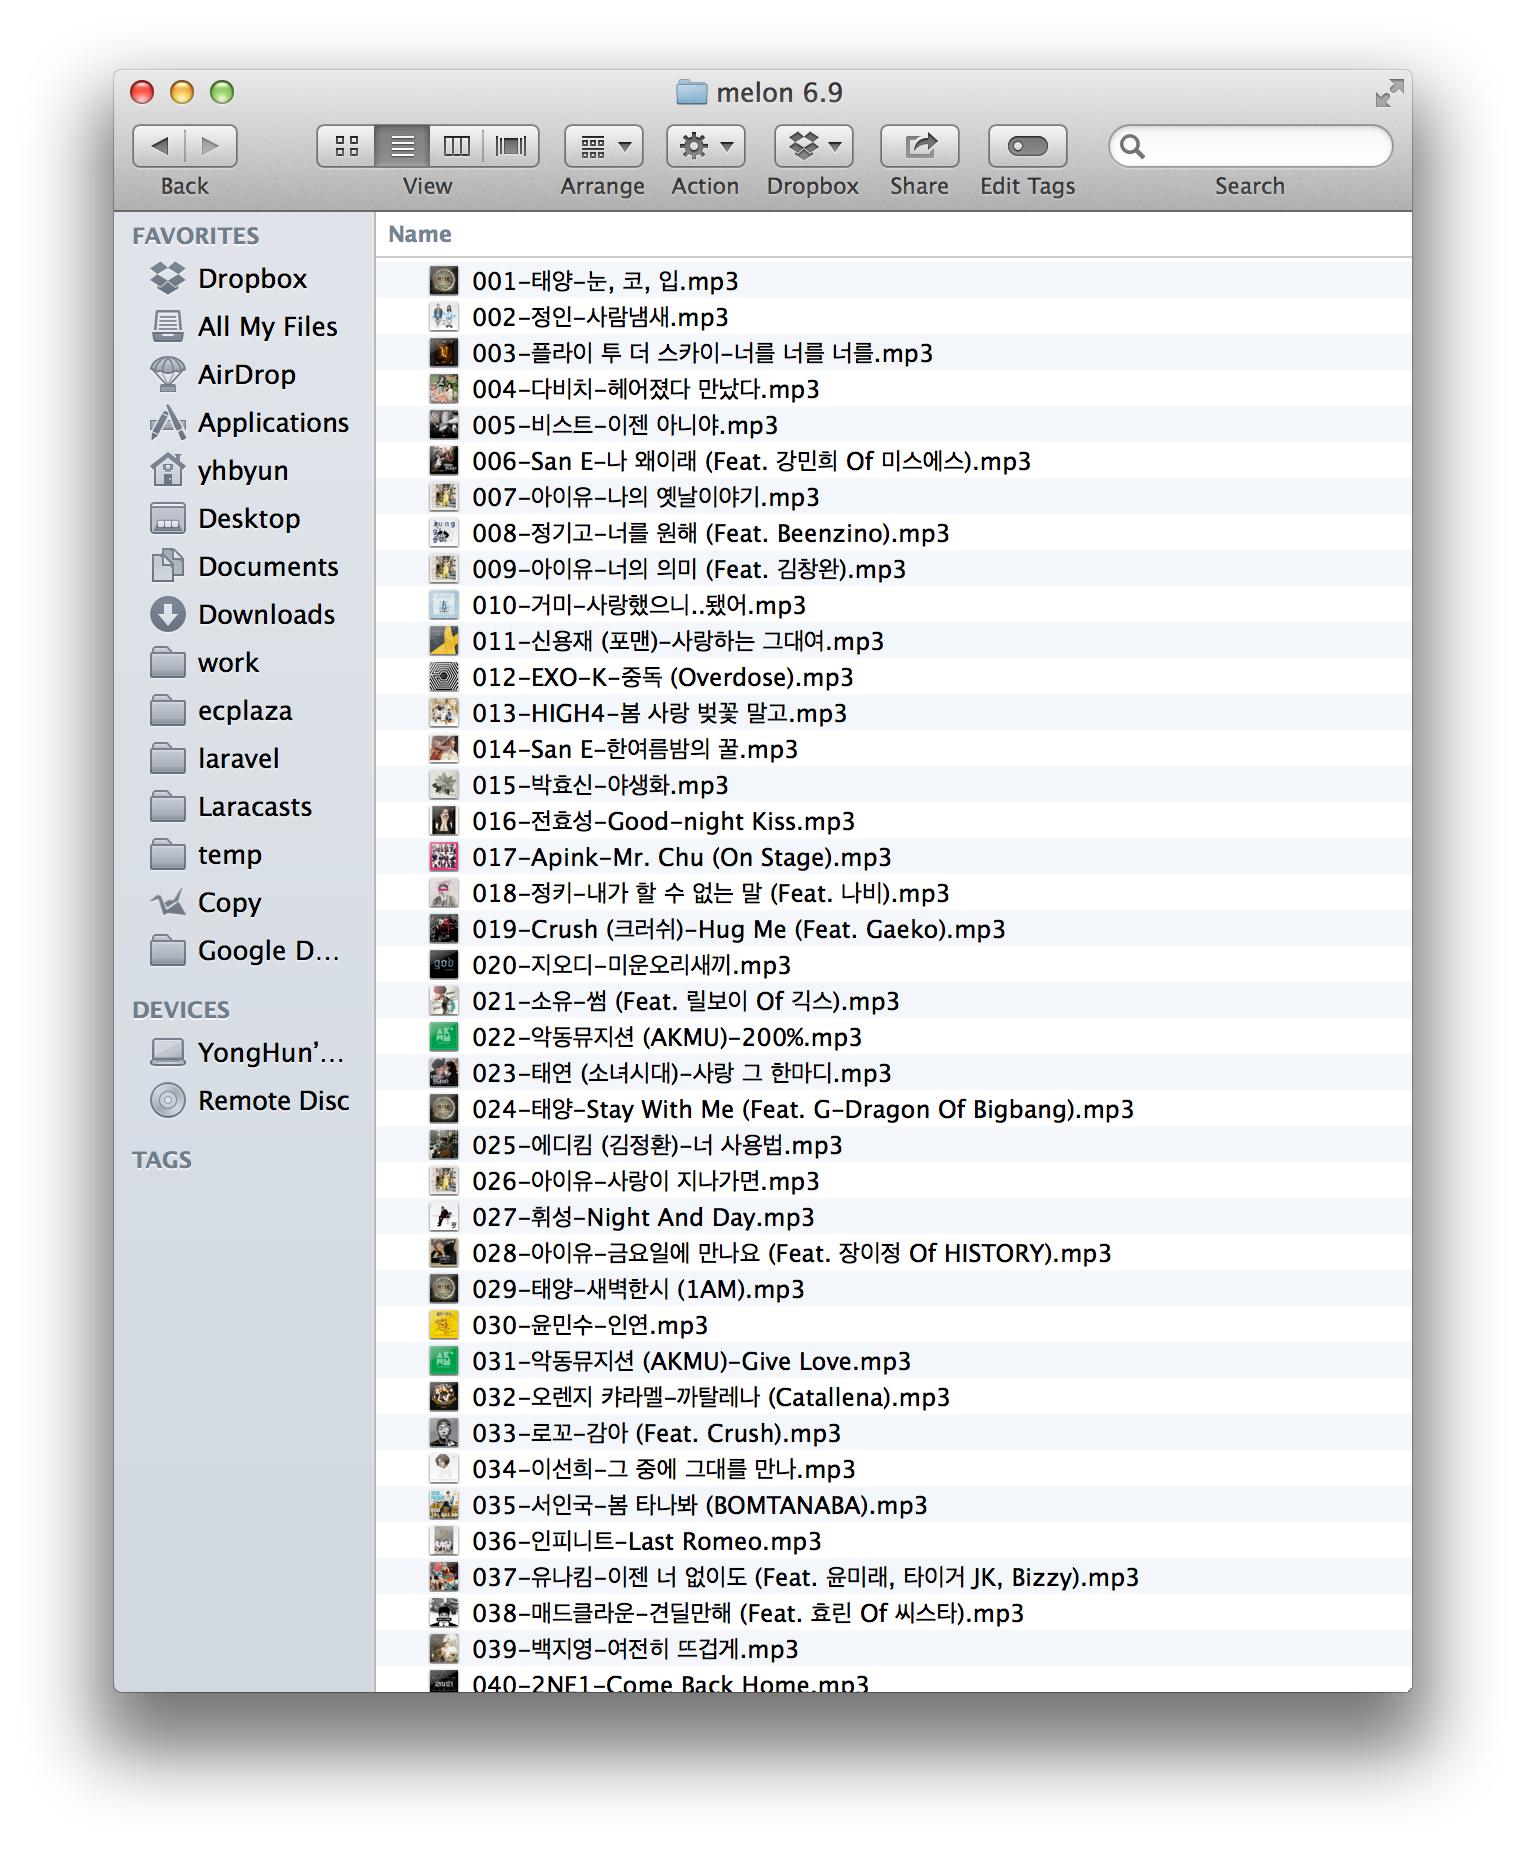 melon 6.9
Back
View
Arrange
Action
Dropbox
Share
Edit Tags
Search
FAVORITES
Dropbox
All My Files
AirDrop
Applications
yhbyun
Desktop
Documents
Downloads
work
ecplaza
laravel
Laracasts
temp
Copy
Google D...
DEVICES
YongHun’...
Remote Disc
TAGS
Name
001-태양-눈, 코, 입.mp3
002-정인-사람냄새.mp3
003-플라이 투 더 스카이-너를 너를 너를.mp3
004-다비치-헤어졌다 만났다.mp3
005-비스트-이젠 아니야.mp3
006-San E-나 왜이래 (Feat. 강민희 Of 미스에스).mp3
007-아이유-나의 옛날이야기.mp3
008-정기고-너를 원해 (Feat. Beenzino).mp3
009-아이유-너의 의미 (Feat. 김창완).mp3
010-거미-사랑했으니..됐어.mp3
011-신용재 (포맨)-사랑하는 그대여.mp3
012-EXO-K-중독 (Overdose).mp3
013-HIGH4-봄 사랑 벚꽃 말고.mp3
014-San E-한여름밤의 꿀.mp3
015-박효신-야생화.mp3
016-전효성-Good-night Kiss.mp3
017-Apink-Mr. Chu (On Stage).mp3
018-정키-내가 할 수 없는 말 (Feat. 나비).mp3
019-Crush (크러쉬)-Hug Me (Feat. Gaeko).mp3
020-지오디-미운오리새끼.mp3
021-소유-썸 (Feat. 릴보이 Of 긱스).mp3
022-악동뮤지션 (AKMU)-200%.mp3
023-태연 (소녀시대)-사랑 그 한마디.mp3
024-태양-Stay With Me (Feat. G-Dragon Of Bigbang).mp3
025-에디킴 (김정환)-너 사용법.mp3
026-아이유-사랑이 지나가면.mp3
027-휘성-Night And Day.mp3
028-아이유-금요일에 만나요 (Feat. 장이정 Of HISTORY).mp3
029-태양-새벽한시 (1AM).mp3
030-윤민수-인연.mp3
031-악동뮤지션 (AKMU)-Give Love.mp3
032-오렌지 캬라멜-까탈레나 (Catallena).mp3
033-로꼬-감아 (Feat. Crush).mp3
034-이선희-그 중에 그대를 만나.mp3
035-서인국-봄 타나봐 (BOMTANABA).mp3
036-인피니트-Last Romeo.mp3
037-유나킴-이젠 너 없이도 (Feat. 윤미래, 타이거 JK, Bizzy).mp3
038-매드클라운-견딜만해 (Feat. 효린 Of 씨스타).mp3
039-백지영-여전히 뜨겁게.mp3
040-2NE1-Come Back Home.mp3